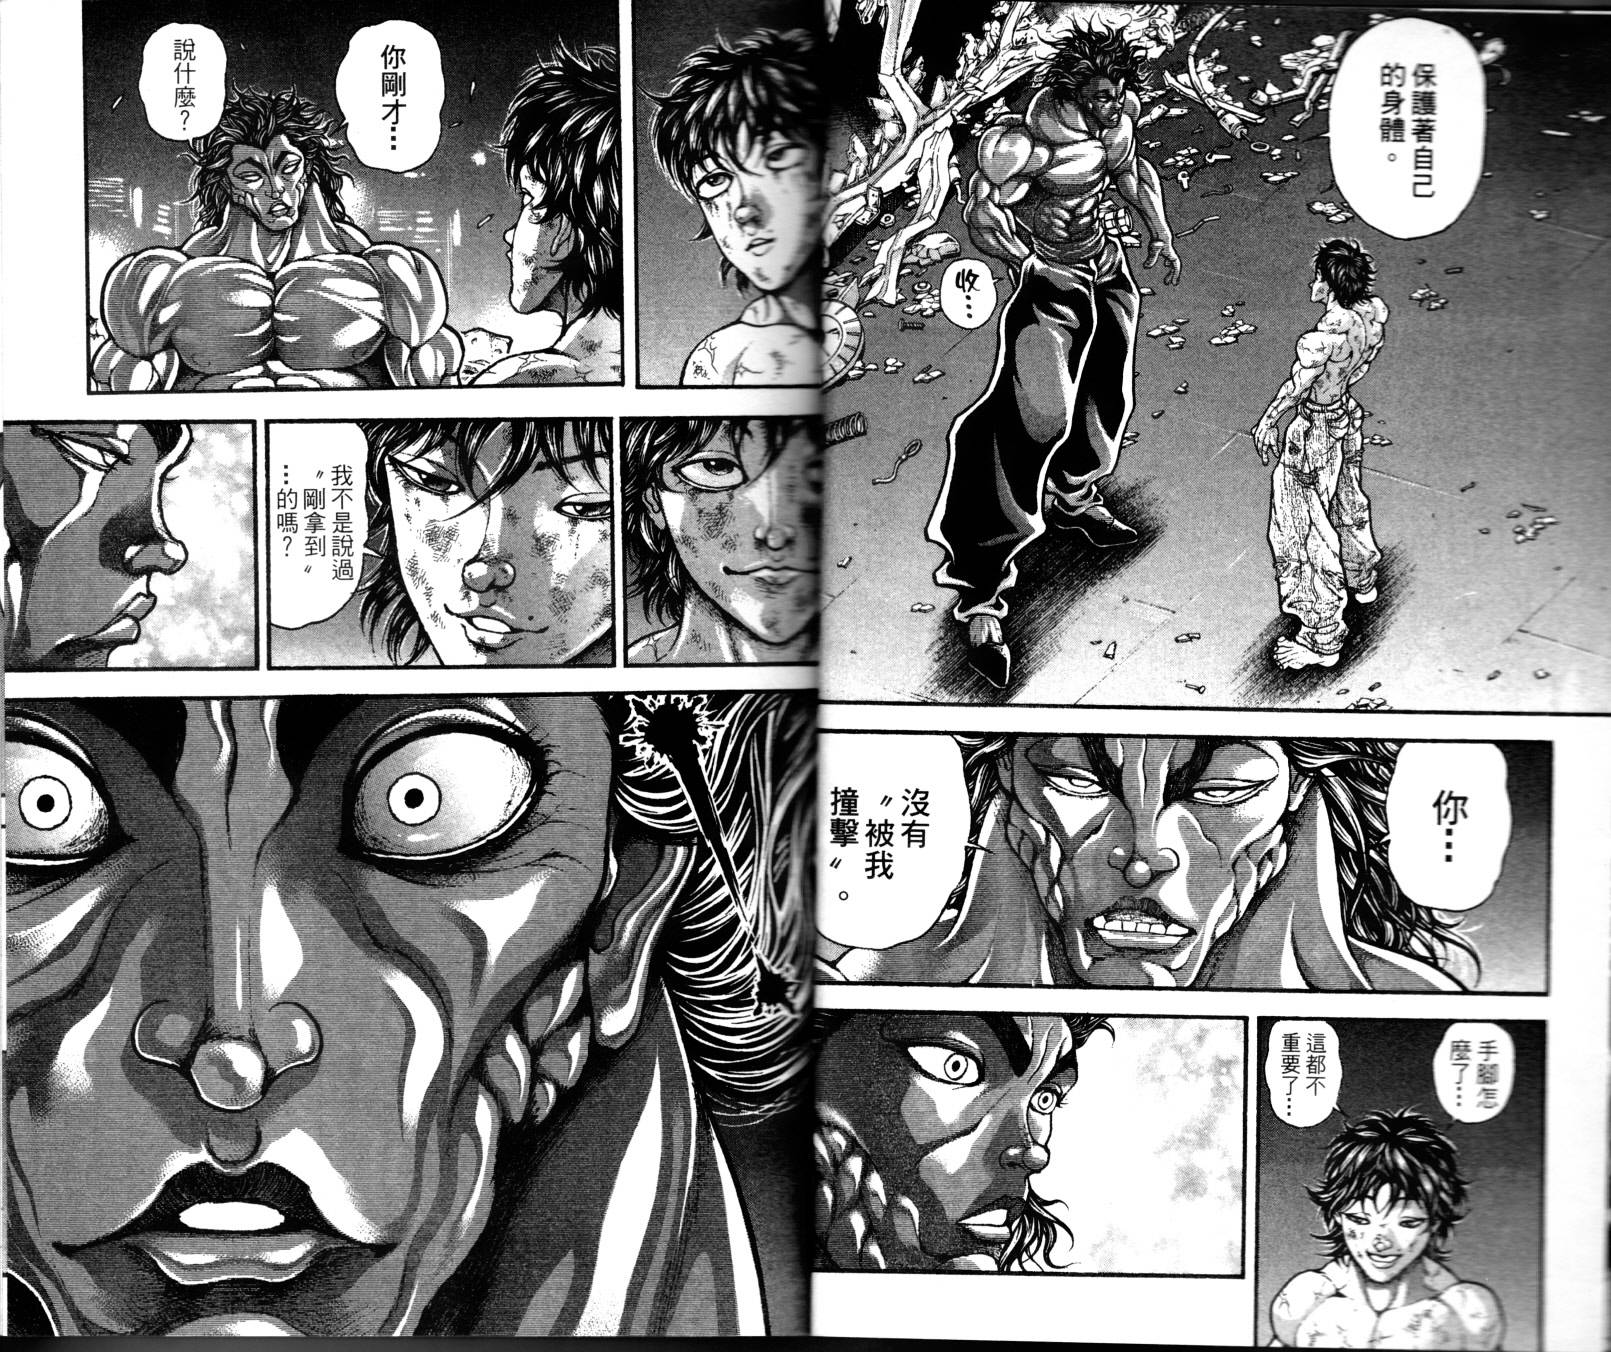 保護著自己
的身體。
收…
你…
沒有
〝被我
撞擊〞。
手腳怎
麼了…
這都不
重要了…
你剛才…
說什麼？
我不是說過
〝剛拿到〞
…的嗎？